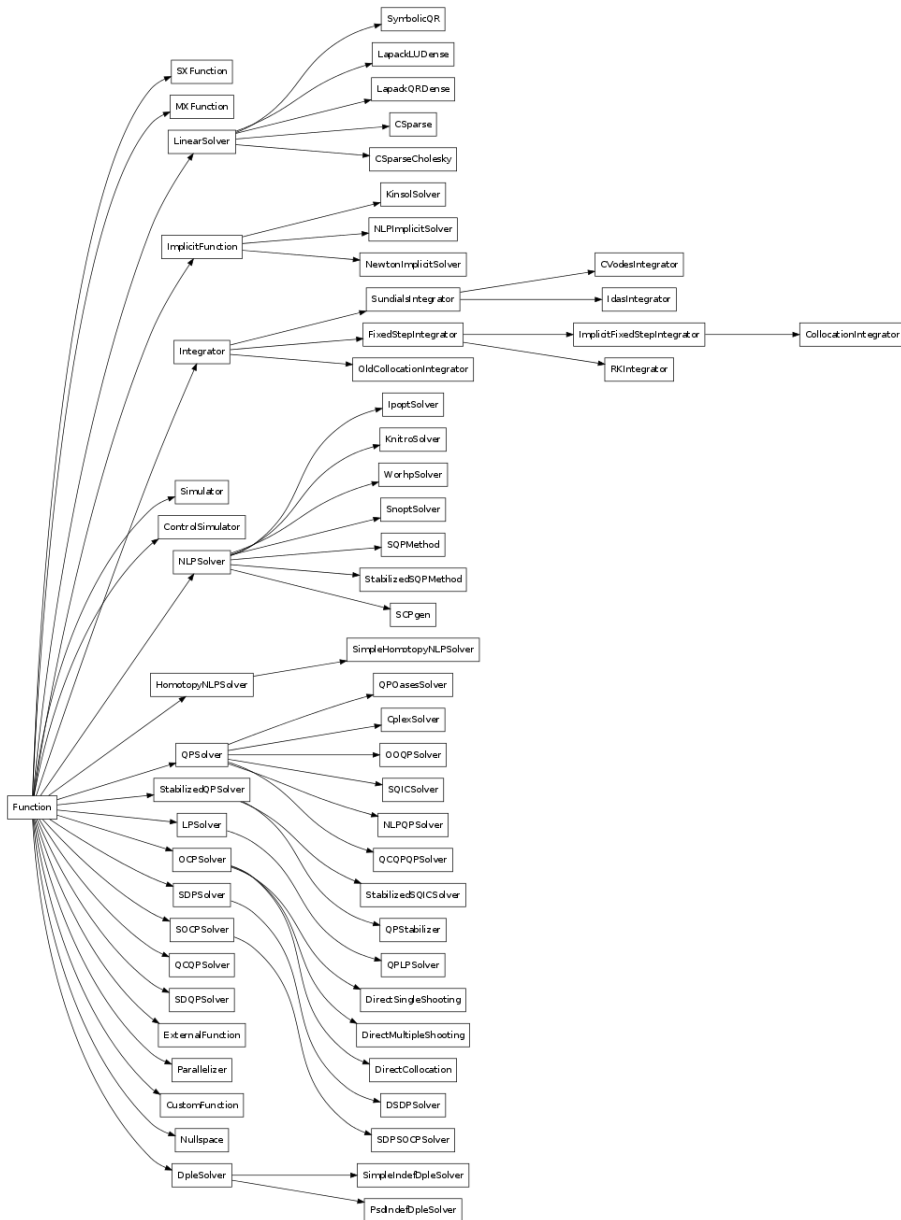 SymbolicQR
LapackLUDense
SXFunction
LapackQRDense
MXFunction
CSparse
LinearSolver
CSparseCholesky
KinsolSolver
NLPImplicitSolver
ImplicitFunction
NewtonImplicitSolver
CVodesIntegrator
SundialsIntegrator
IdasIntegrator
FixedStepIntegrator
ImplicitFixedStepIntegrator
CollocationIntegrator
Integrator
OldCollocationIntegrator
RKIntegrator
IpoptSolver
KnitroSolver
WorhpSolver
Simulator
SnoptSolver
ControlSimulator
SQPMethod
NLPSolver
StabilizedSQPMethod
SCPgen
SimpleHomotopyNLPSolver
HomotopyNLPSolver
QPOasesSolver
CplexSolver
QPSolver
OOQPSolver
StabilizedQPSolver
SQICSolver
Function
LPSolver
NLPQPSolver
OCPSolver
QCQPQPSolver
SDPSolver
StabilizedSQICSolver
SOCPSolver
QPStabilizer
QCQPSolver
QPLPSolver
SDQPSolver
DirectSingleShooting
ExternalFunction
DirectMultipleShooting
Parallelizer
DirectCollocation
CustomFunction
DSDPSolver
Nullspace
SDPSOCPSolver
DpleSolver
SimpleIndefDpleSolver
PsdIndefDpleSolver